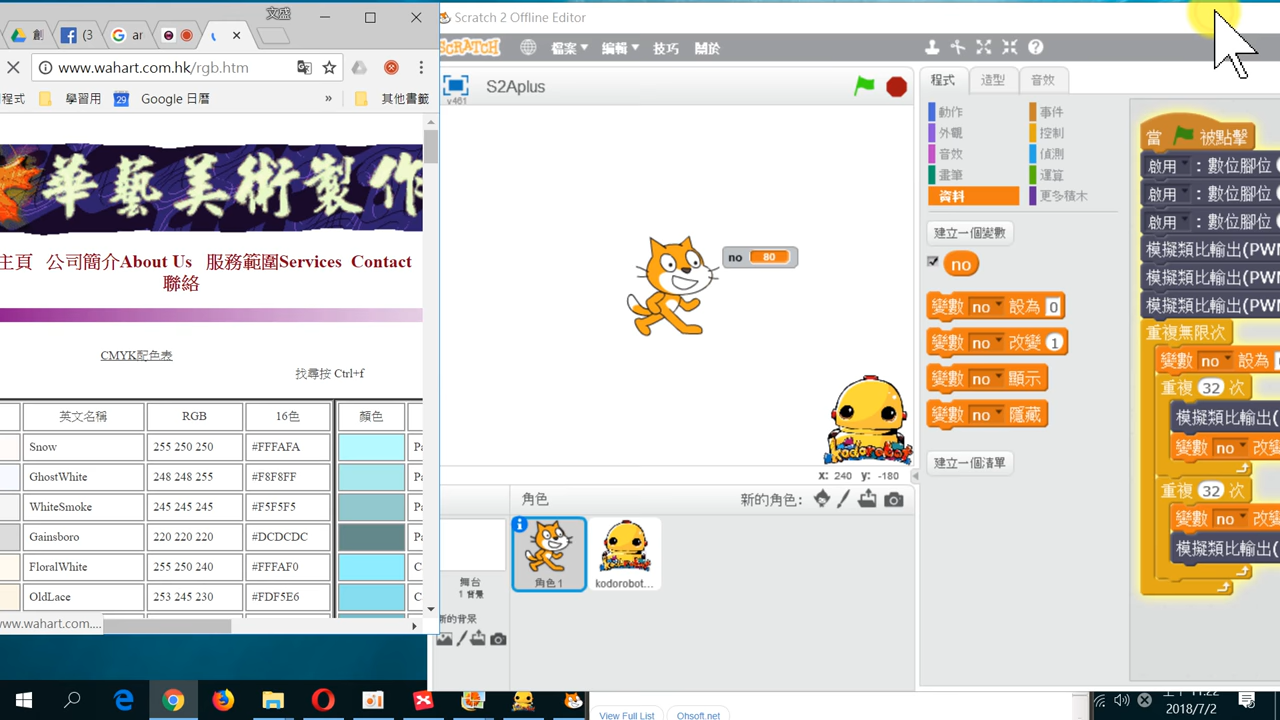 文盛
創
(3
ar
www.wahart.com.hk/rgb.htm
程式
學習用
29
Google 日曆
»
其他書籤
華藝美術製作
主頁 公司簡介About Us 服務範圍Services Contact
聯絡
CMYK配色表
找尋按 Ctrl+f
英文名稱 RGB 16色 顏色
Snow 255 250 250 #FFFAFA
GhostWhite 248 248 255 #F8F8FF
WhiteSmoke 245 245 245 #F5F5F5
Gainsboro 220 220 220 #DCDCDC
FloralWhite 255 250 240 #FFFAF0
OldLace 253 245 230 #FDF5E6
www.wahart.com....
Scratch 2 Offline Editor
SCRATCH 檔案 編輯 技巧 關於
v461
S2Aplus
no 80
kodorobot
x: 240 y: -180
角色
新的角色:
舞台
1 背景
新的背景
角色1
kodorobot...
程式 造型 音效
動作 事件
外觀 控制
音效 偵測
畫筆 運算
資料 更多積木
建立一個變數
no
變數 no 設為 0
變數 no 改變 1
變數 no 顯示
變數 no 隱藏
建立一個清單
當 被點擊
啟用 : 數位腳位
啟用 : 數位腳位
啟用 : 數位腳位
模擬類比輸出(PW
模擬類比輸出(PW
模擬類比輸出(PW
重複無限次
變數 no 設為
重複 32 次
模擬類比輸出(
變數 no 改變
重複 32 次
變數 no 改變
模擬類比輸出(
2018/7/2
View Full List
Ohsoft.net